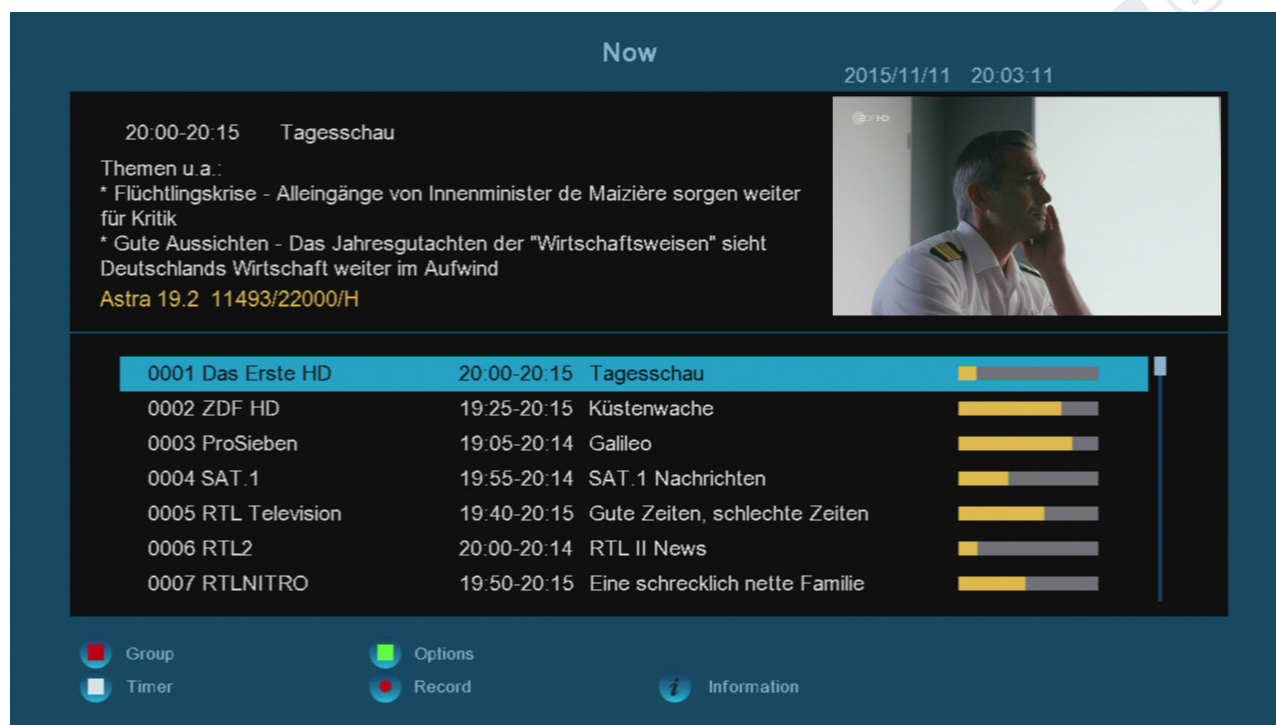 Now
2015/11/11 20:03:11
20:00-20:15 Tagesschau
Themen u.a.:
* Flüchtlingskrise - Alleingänge von Innenminister de Maizière sorgen weiter
für Kritik
* Gute Aussichten - Das Jahresgutachten der "Wirtschaftsweisen" sieht
Deutschlands Wirtschaft weiter im Aufwind
Astra 19.2 11493/22000/H
ZDF HD
0001 Das Erste HD 20:00-20:15 Tagesschau
0002 ZDF HD 19:25-20:15 Küstenwache
0003 ProSieben 19:05-20:14 Galileo
0004 SAT.1 19:55-20:14 SAT.1 Nachrichten
0005 RTL Television 19:40-20:15 Gute Zeiten, schlechte Zeiten
0006 RTL2 20:00-20:14 RTL II News
0007 RTLNITRO 19:50-20:15 Eine schrecklich nette Familie
Group Options
Timer Record i Information